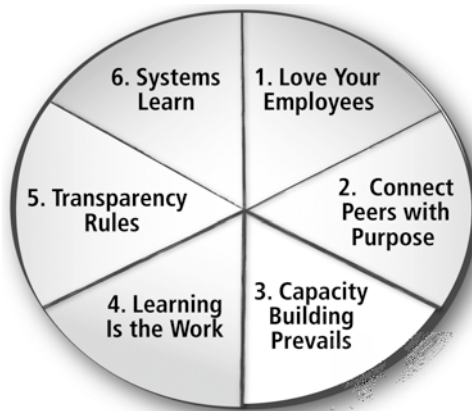 1. Love Your
Employees
2. Connect
Peers with
Purpose
3. Capacity
Building
Prevails
4. Learning
Is the Work
5. Transparency
Rules
6. Systems
Learn